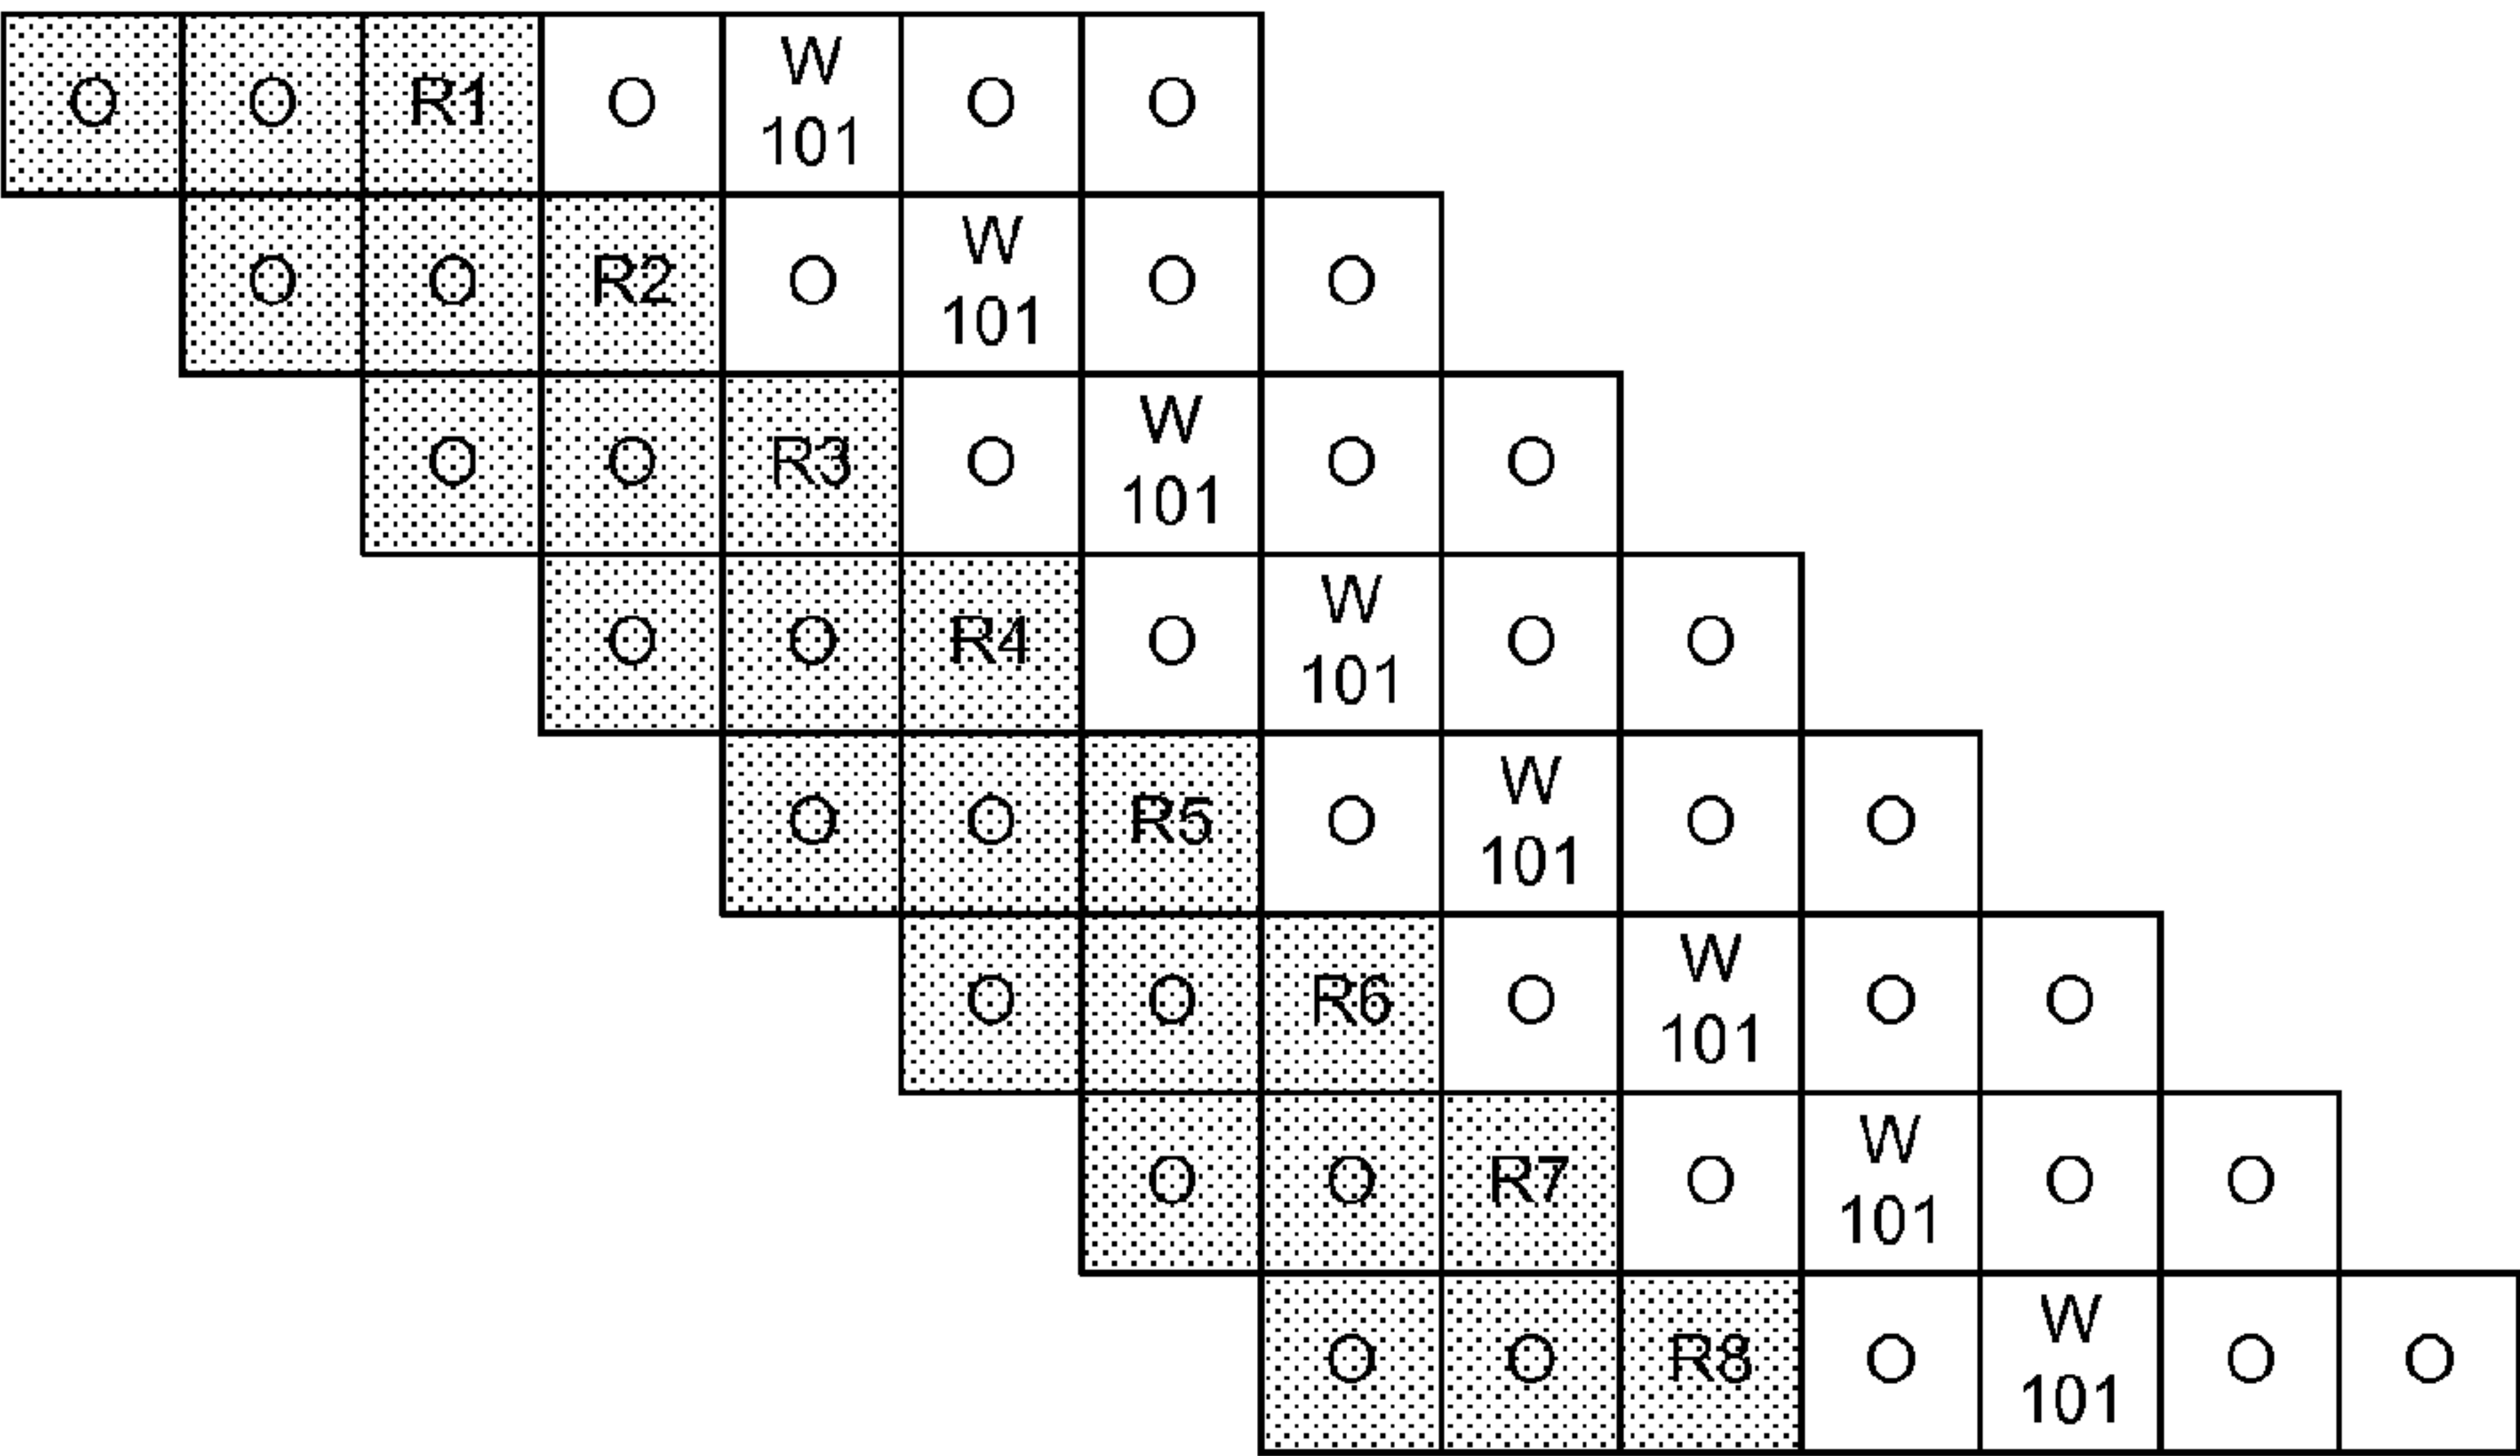 O O R1 O W 101 O O
O O R2 O W 101 O O
O O R3 O W 101 O O
O O R4 O W 101 O O
O O R5 O W 101 O O
O O R6 O W 101 O O
O O R7 O W 101 O O
O O R8 O W 101 O O